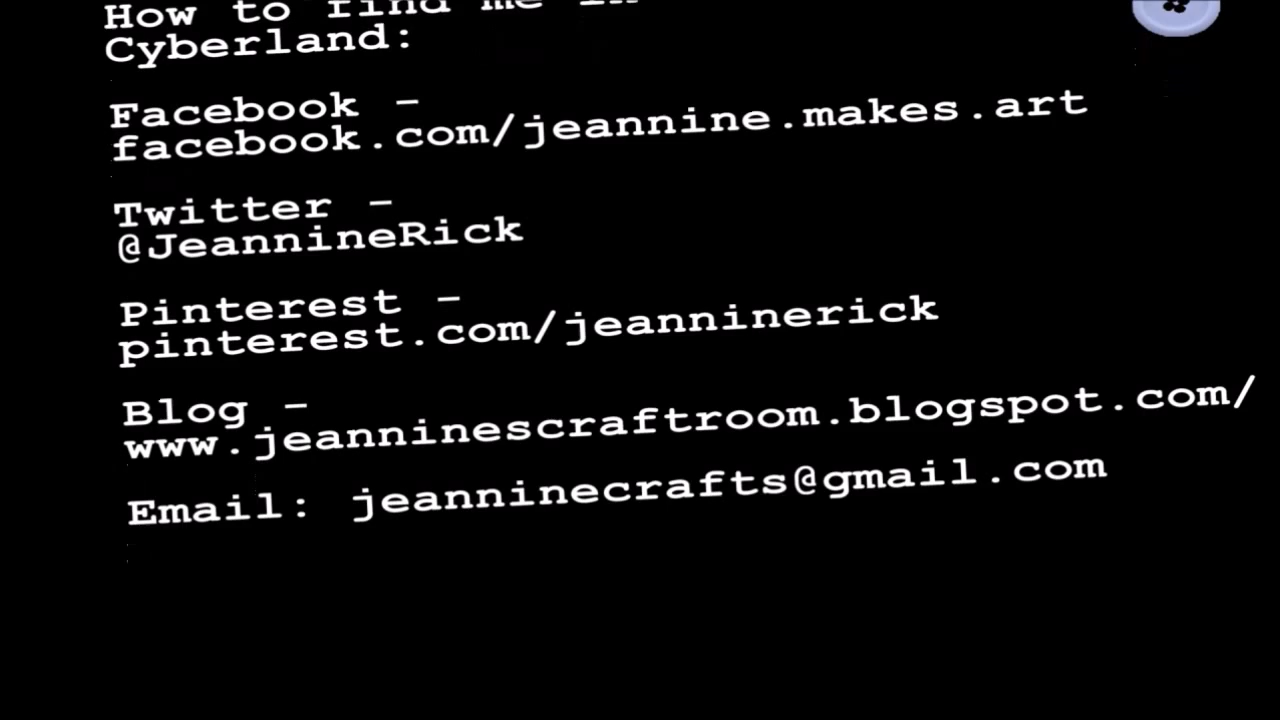 How to find me in
Cyberland:
Facebook -
facebook.com/jeannine.makes.art
Twitter -
@JeannineRick
Pinterest -
pinterest.com/jeanninerick
Blog -
www.jeanninescraftroom.blogspot.com/
Email: jeanninecrafts@gmail.com